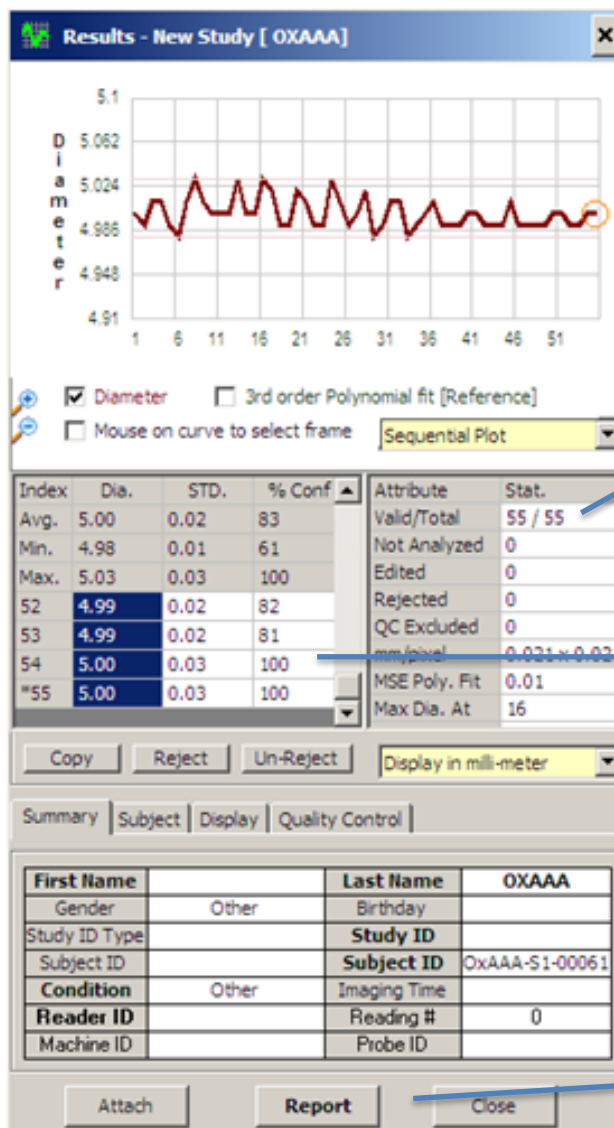 Results - New Study [ OXAAA]
5.1
5.062
5.024
4.986
4.948
4.91
Diameter
1 6 11 16 21 26 31 36 41 46 51
Diameter 3rd order Polynomial fit [Reference]
Mouse on curve to select frame Sequential Plot
Index Dia. STD. % Conf
Avg. 5.00 0.02 83
Min. 4.98 0.01 61
Max. 5.03 0.03 100
52 4.99 0.02 82
53 4.99 0.02 81
54 5.00 0.03 100
"55 5.00 0.03 100
Attribute Stat.
Valid/Total 55 / 55
Not Analyzed 0
Edited 0
Rejected 0
QC Excluded 0
mm/pixel 0.021 x 0.02
MSE Poly. Fit 0.01
Max Dia. At 16
Copy Reject Un-Reject Display in milli-meter
Summary Subject Display Quality Control
First Name Last Name OXAAA
Gender Other Birthday
Study ID Type Study ID
Subject ID Subject ID OxAAA-S1-00061
Condition Other Imaging Time
Reader ID Reading # 0
Machine ID Probe ID
Attach Report Close